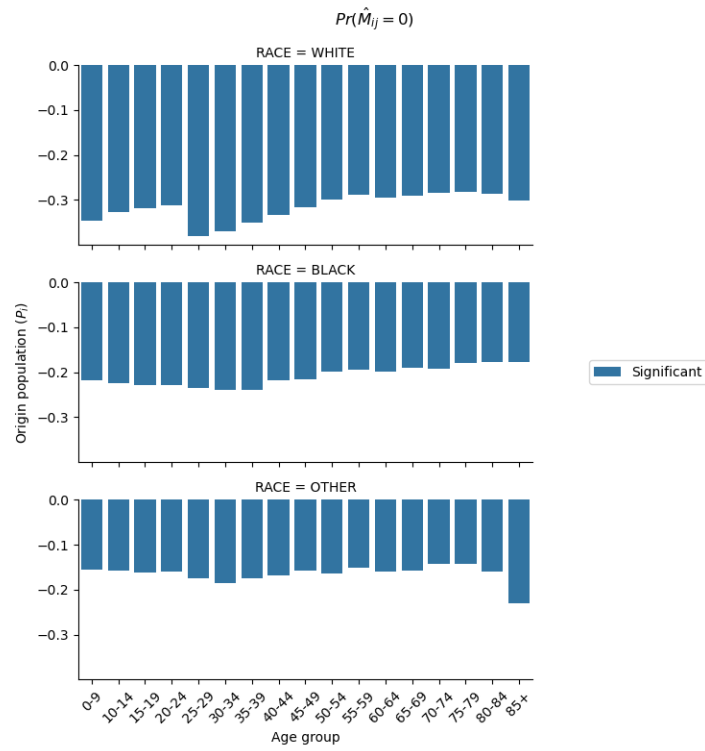 Pr(M̂ij = 0)
RACE = WHITE
0.0
−0.1
−0.2
−0.3
RACE = BLACK
0.0
−0.1
−0.2
−0.3
Origin population (Pi)
Significant
RACE = OTHER
0.0
−0.1
−0.2
−0.3
0-9 10-14 15-19 20-24 25-29 30-34 35-39 40-44 45-49 50-54 55-59 60-64 65-69 70-74 75-79 80-84 85+
Age group